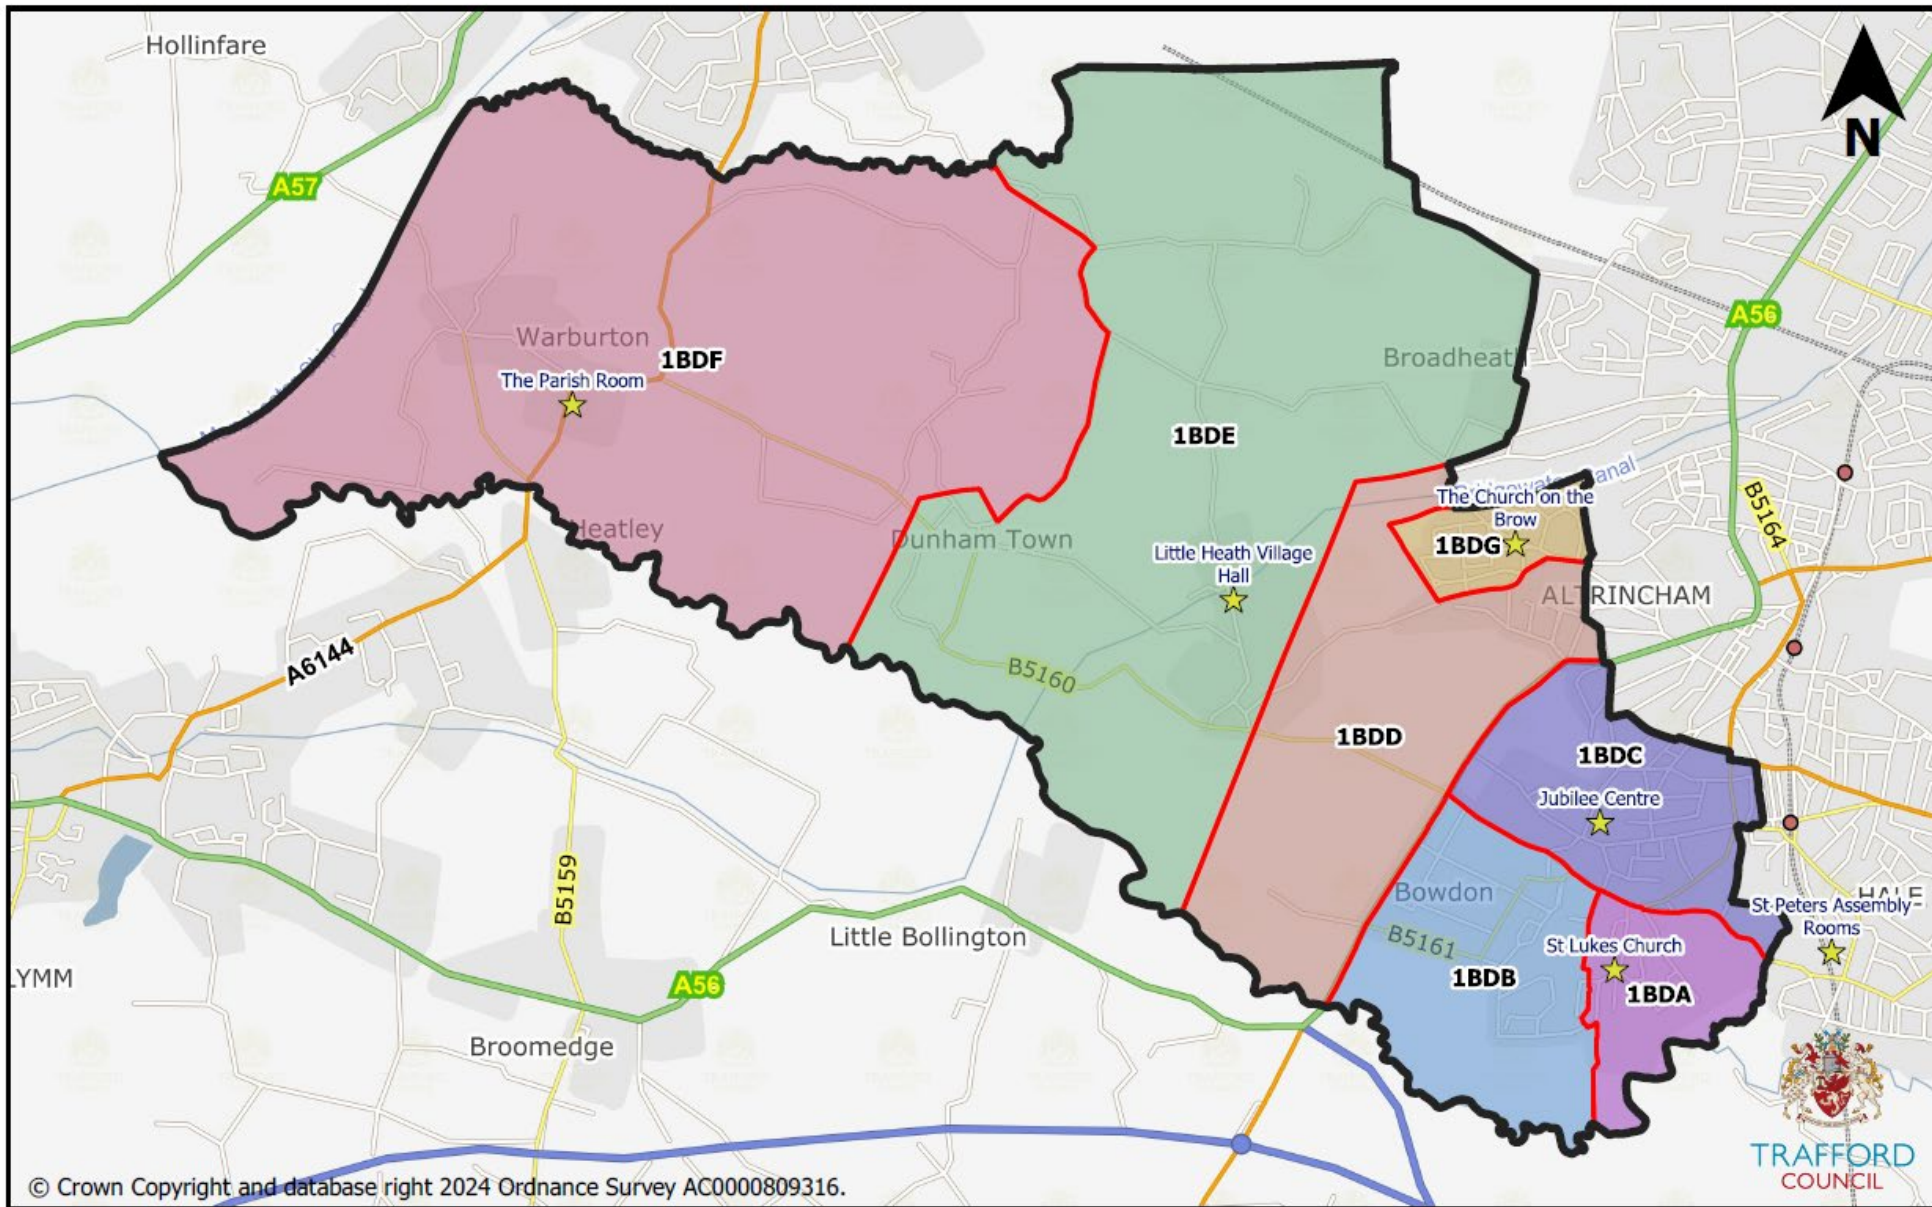 Hollinfare
N
A57
A56
Warburton
1BDF
Broadheath
The Parish Room
1BDE
The Church on the
Brow
B5164
Heatley
Dunham Town
1BDG
Little Heath Village
Hall
ALTRINCHAM
A6144
B5160
1BDD
1BDC
Jubilee Centre
B5159
Bowdon
HALE
St Peters Assembly
Rooms
Little Bollington
B5161
St Lukes Church
1BDB
1BDA
LYMM
A56
Broomedge
TRAFFORD
COUNCIL
© Crown Copyright and database right 2024 Ordnance Survey AC0000809316.